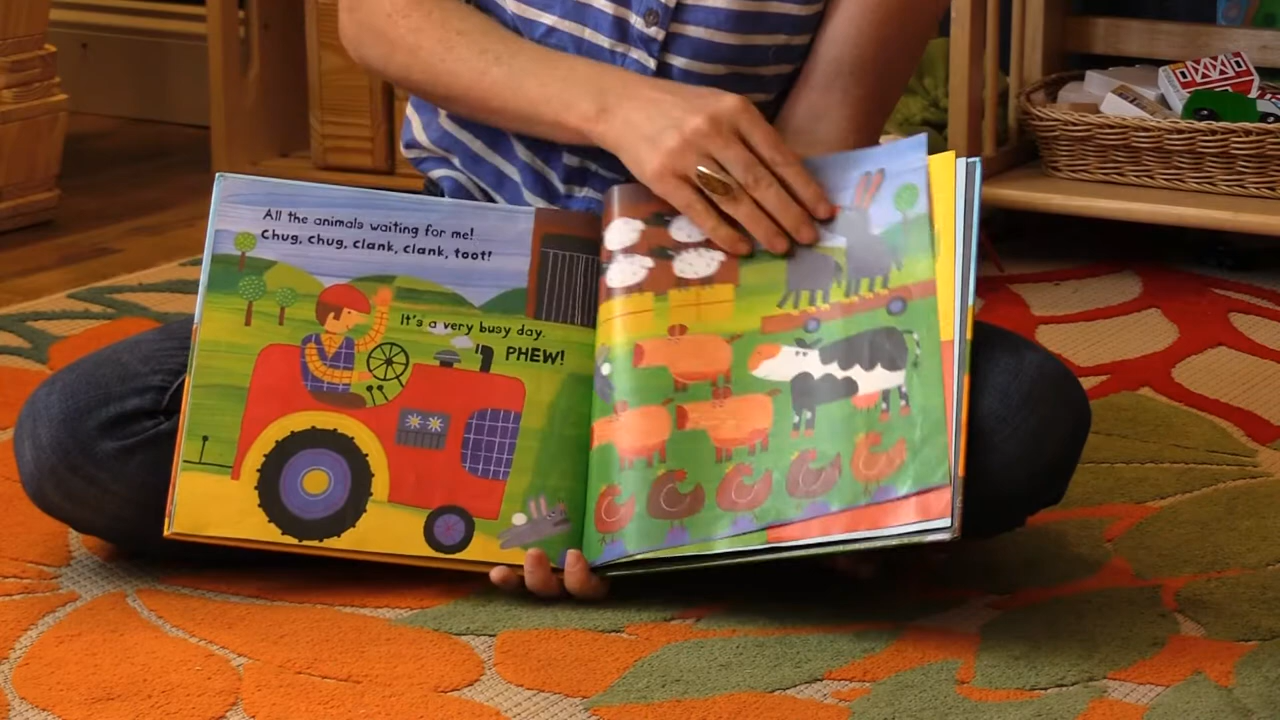 All the animals waiting for me!
Chug, chug, clank, clank, toot!
It's a very busy day.
PHEW!